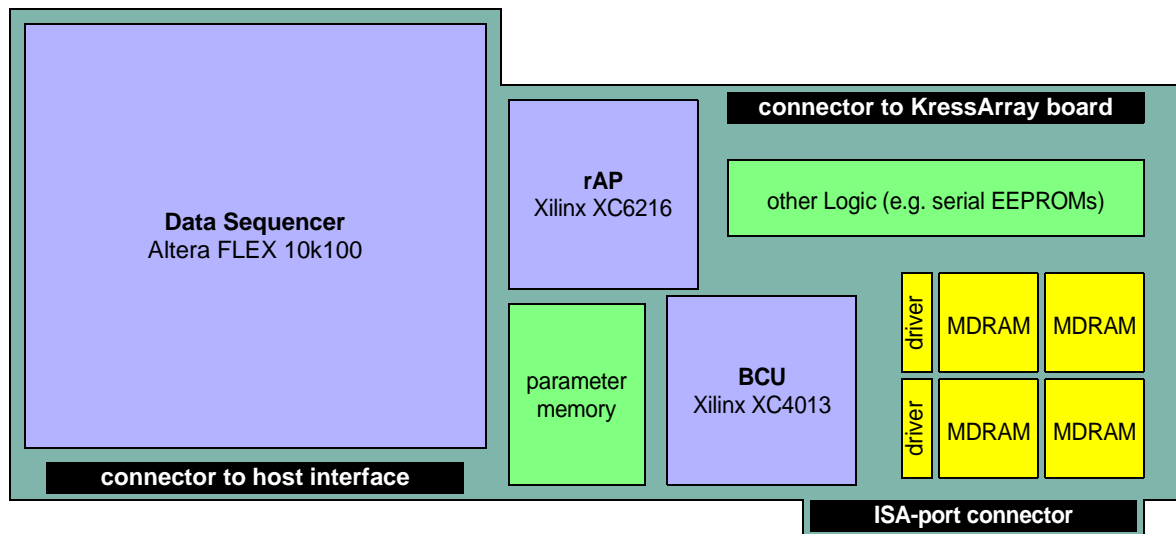 connector to KressArray board
rAP
Xilinx XC6216
other Logic (e.g. serial EEPROMs)
Data Sequencer
Altera FLEX 10k100
driver
MDRAM
MDRAM
parameter
memory
BCU
Xilinx XC4013
driver
MDRAM
MDRAM
connector to host interface
ISA-port connector